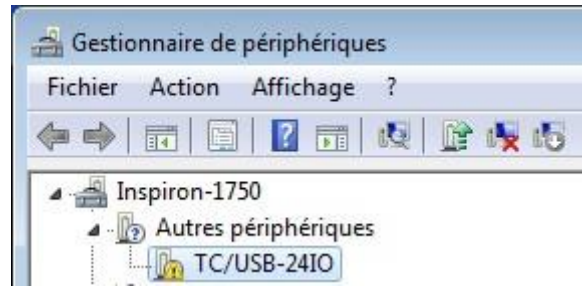 Gestionnaire de périphériques
Fichier Action Affichage ?
Inspiron-1750
Autres périphériques
TC/USB-24IO